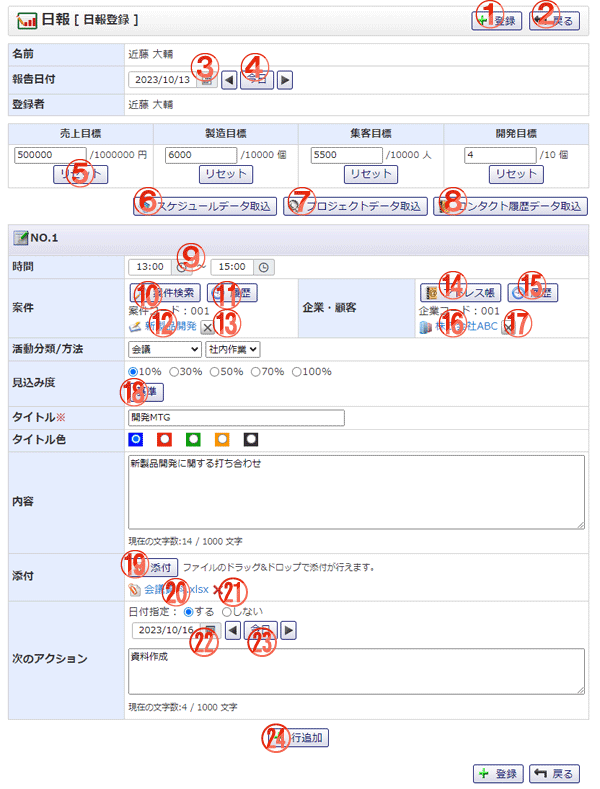 日報 [ 日報登録 ] ① 登録 ② 戻る
名前 近藤 大輔
報告日付 2023/10/13 ③ ④ 今日
登録者 近藤 大輔
売上目標 製造目標 集客目標 開発目標
500000 /1000000 円 6000 /10000 個 5500 /10000 人 4 /10 個
⑤ リセット リセット リセット リセット
⑥ スケジュールデータ取込 ⑦ プロジェクトデータ取込 ⑧ コンタクト履歴データ取込
NO.1
時間 13:00 ⑨ ～ 15:00
案件 ⑩ 案件検索 ⑪ 履歴 企業・顧客 ⑭ アドレス帳 ⑮ 履歴
案件コード：001 企業コード：001
⑫ 新製品開発 ⑬ ⑯ 株式会社ABC ⑰
活動分類/方法 会議 社内作業
見込み度 10% 30% 50% 70% 100%
⑱ 基準
タイトル※ 開発MTG
タイトル色
内容 新製品開発に関する打ち合わせ
現在の文字数:14 / 1000 文字
添付 ⑲ 添付 ファイルのドラッグ&ドロップで添付が行えます。
会議 ⑳ .xlsx ㉑
次のアクション 日付指定： する しない
2023/10/16 ㉒ ㉓ 今日
資料作成
現在の文字数:4 / 1000 文字
㉔ 行追加
登録 戻る